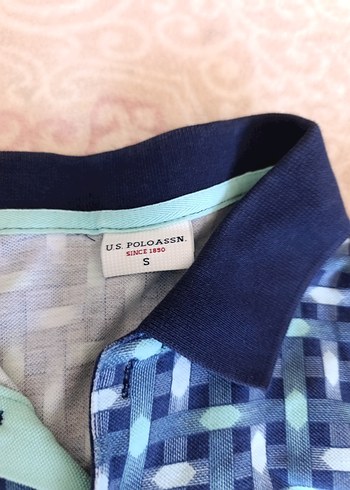 U.S. POLO ASSN.
SINCE 1890
S